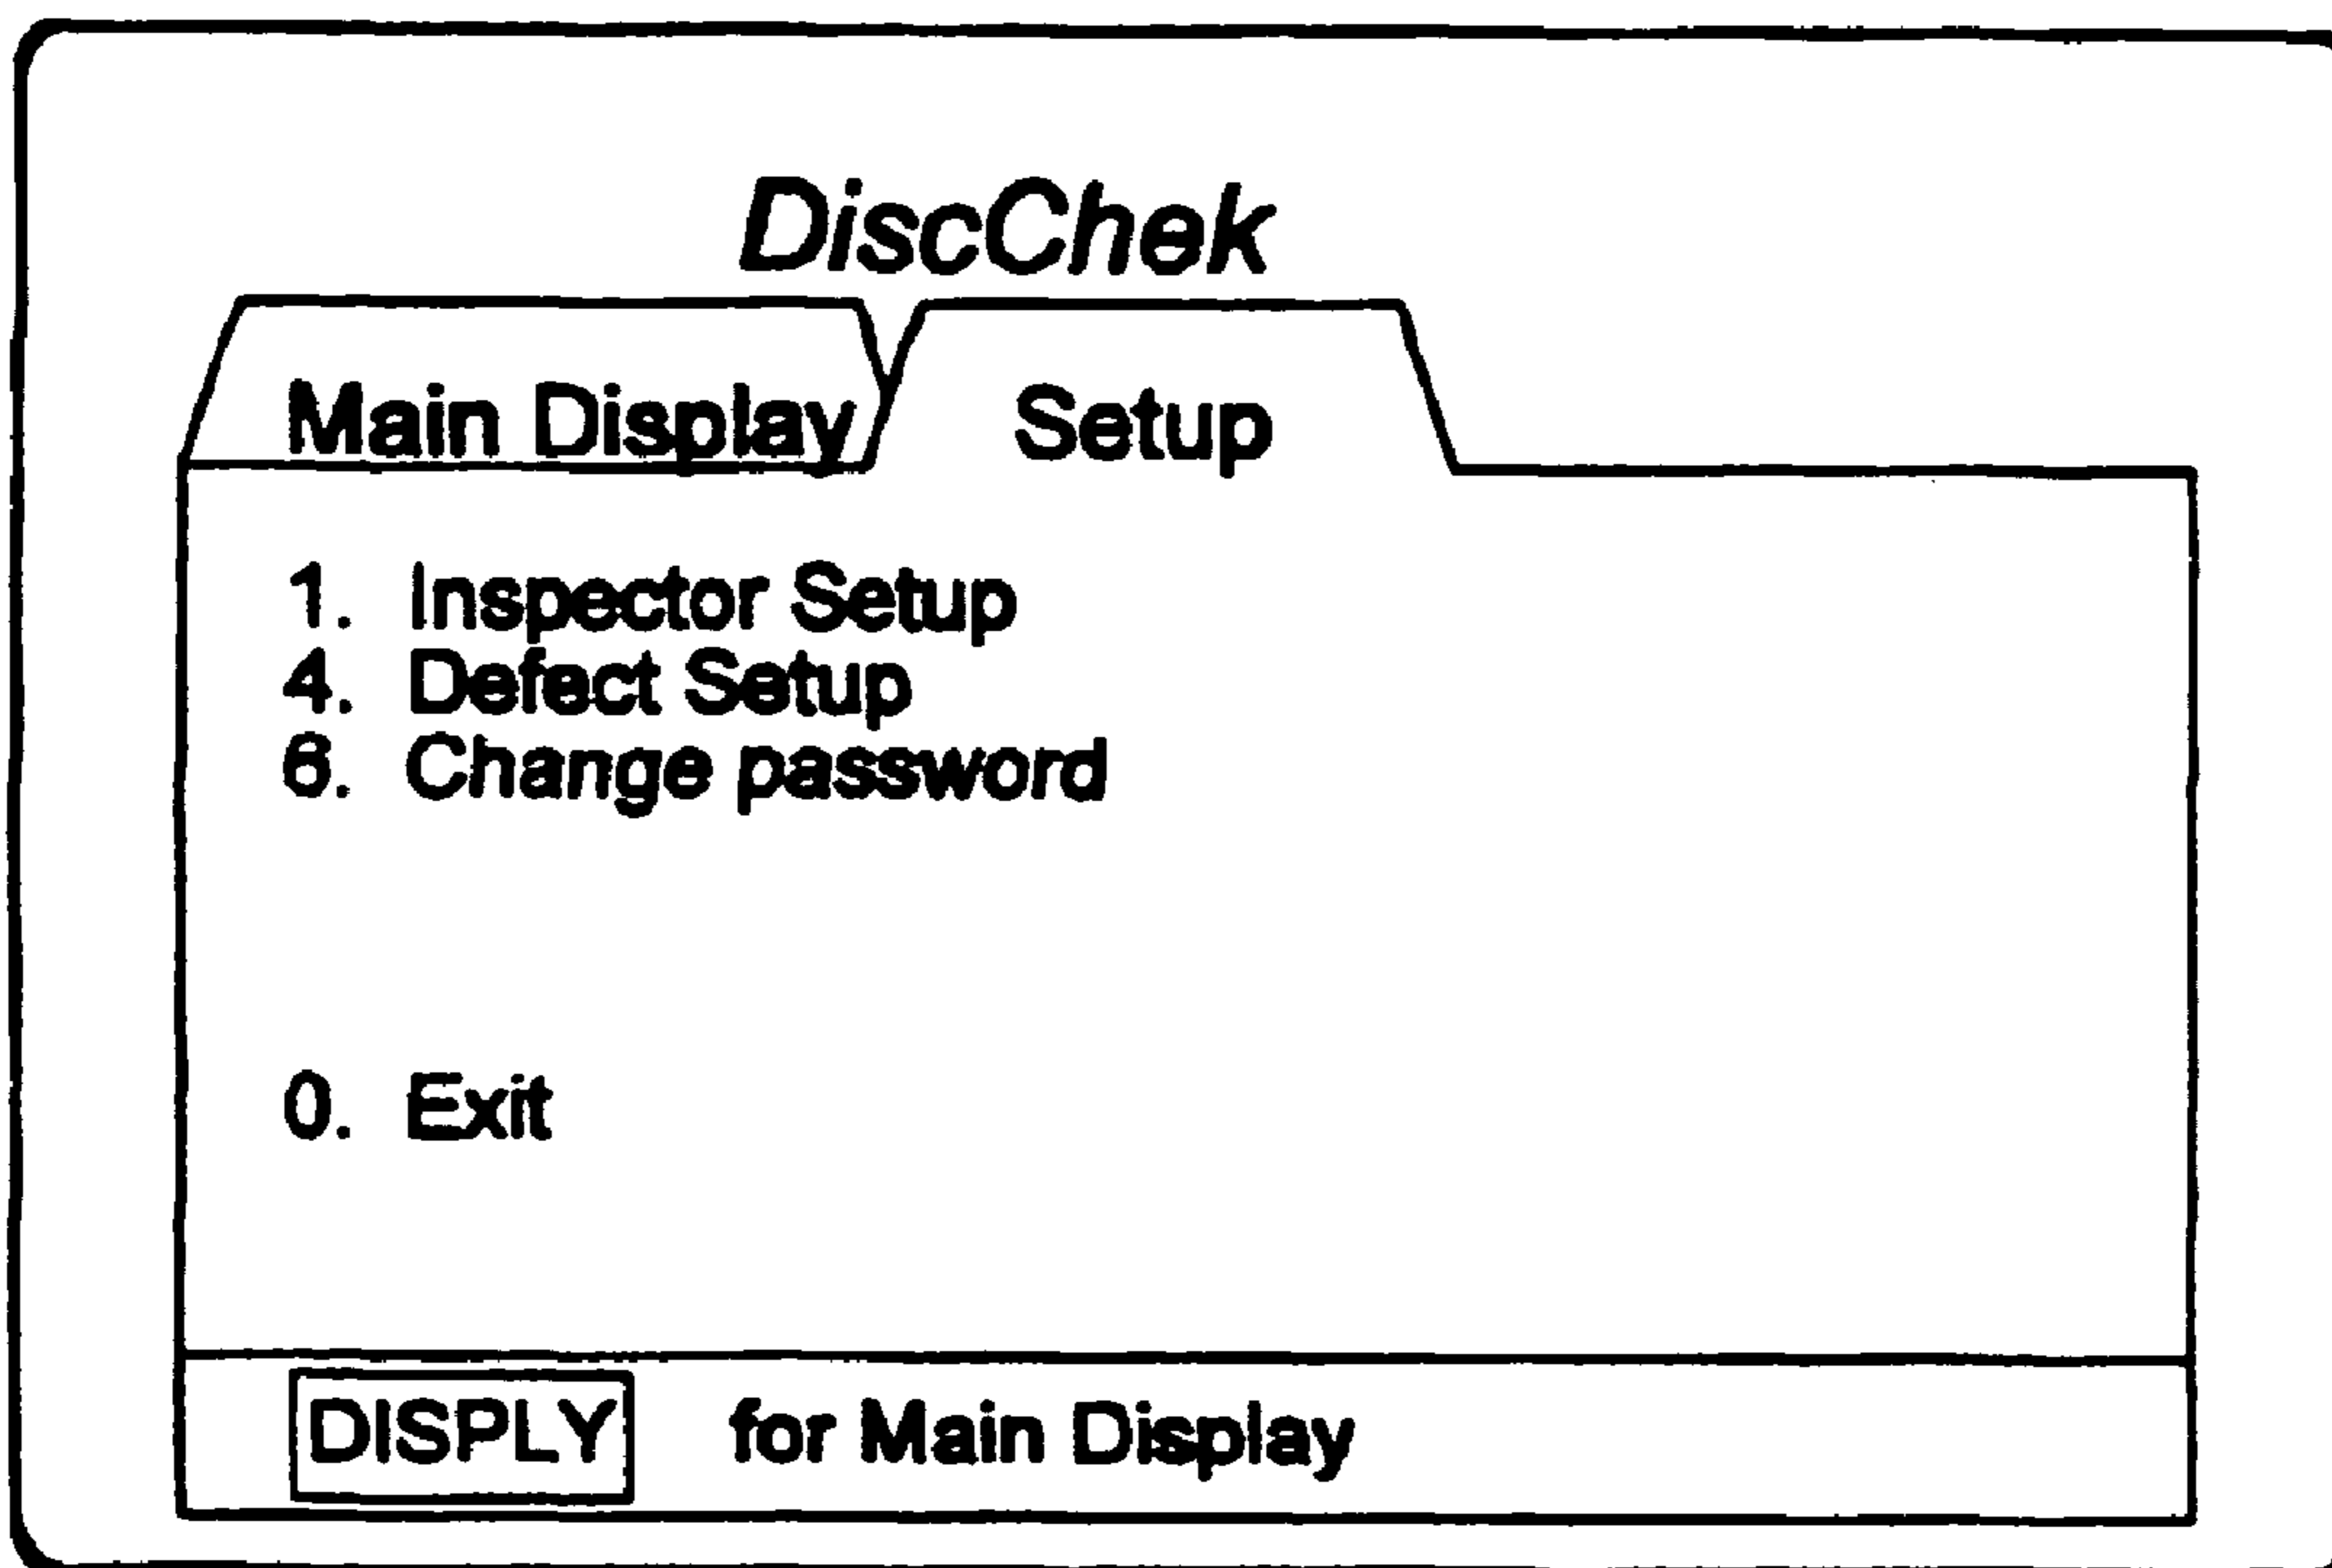 DiscChek
Main Display Setup
1. Inspector Setup
4. Defect Setup
6. Change password
0. Exit
DISPLY for Main Display